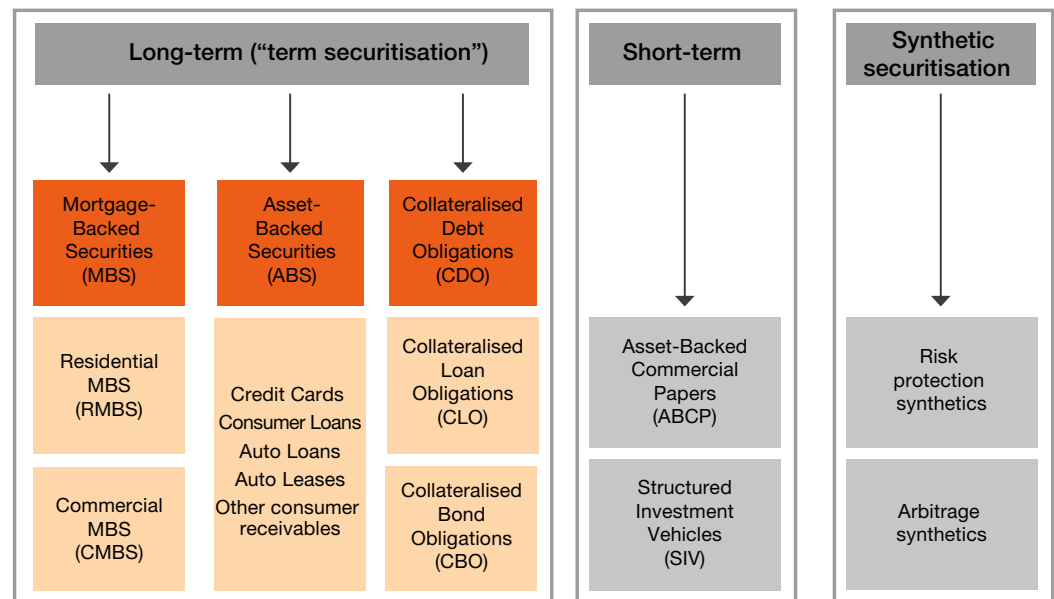 Long-term (“term securitisation”)
Mortgage-
Backed
Securities
(MBS)
Asset-
Backed
Securities
(ABS)
Collateralised
Debt
Obligations
(CDO)
Residential
MBS
(RMBS)
Commercial
MBS
(CMBS)
Credit Cards
Consumer Loans
Auto Loans
Auto Leases
Other consumer
receivables
Collateralised
Loan
Obligations
(CLO)
Collateralised
Bond
Obligations
(CBO)
Short-term
Asset-Backed
Commercial
Papers
(ABCP)
Structured
Investment
Vehicles
(SIV)
Synthetic
securitisation
Risk
protection
synthetics
Arbitrage
synthetics